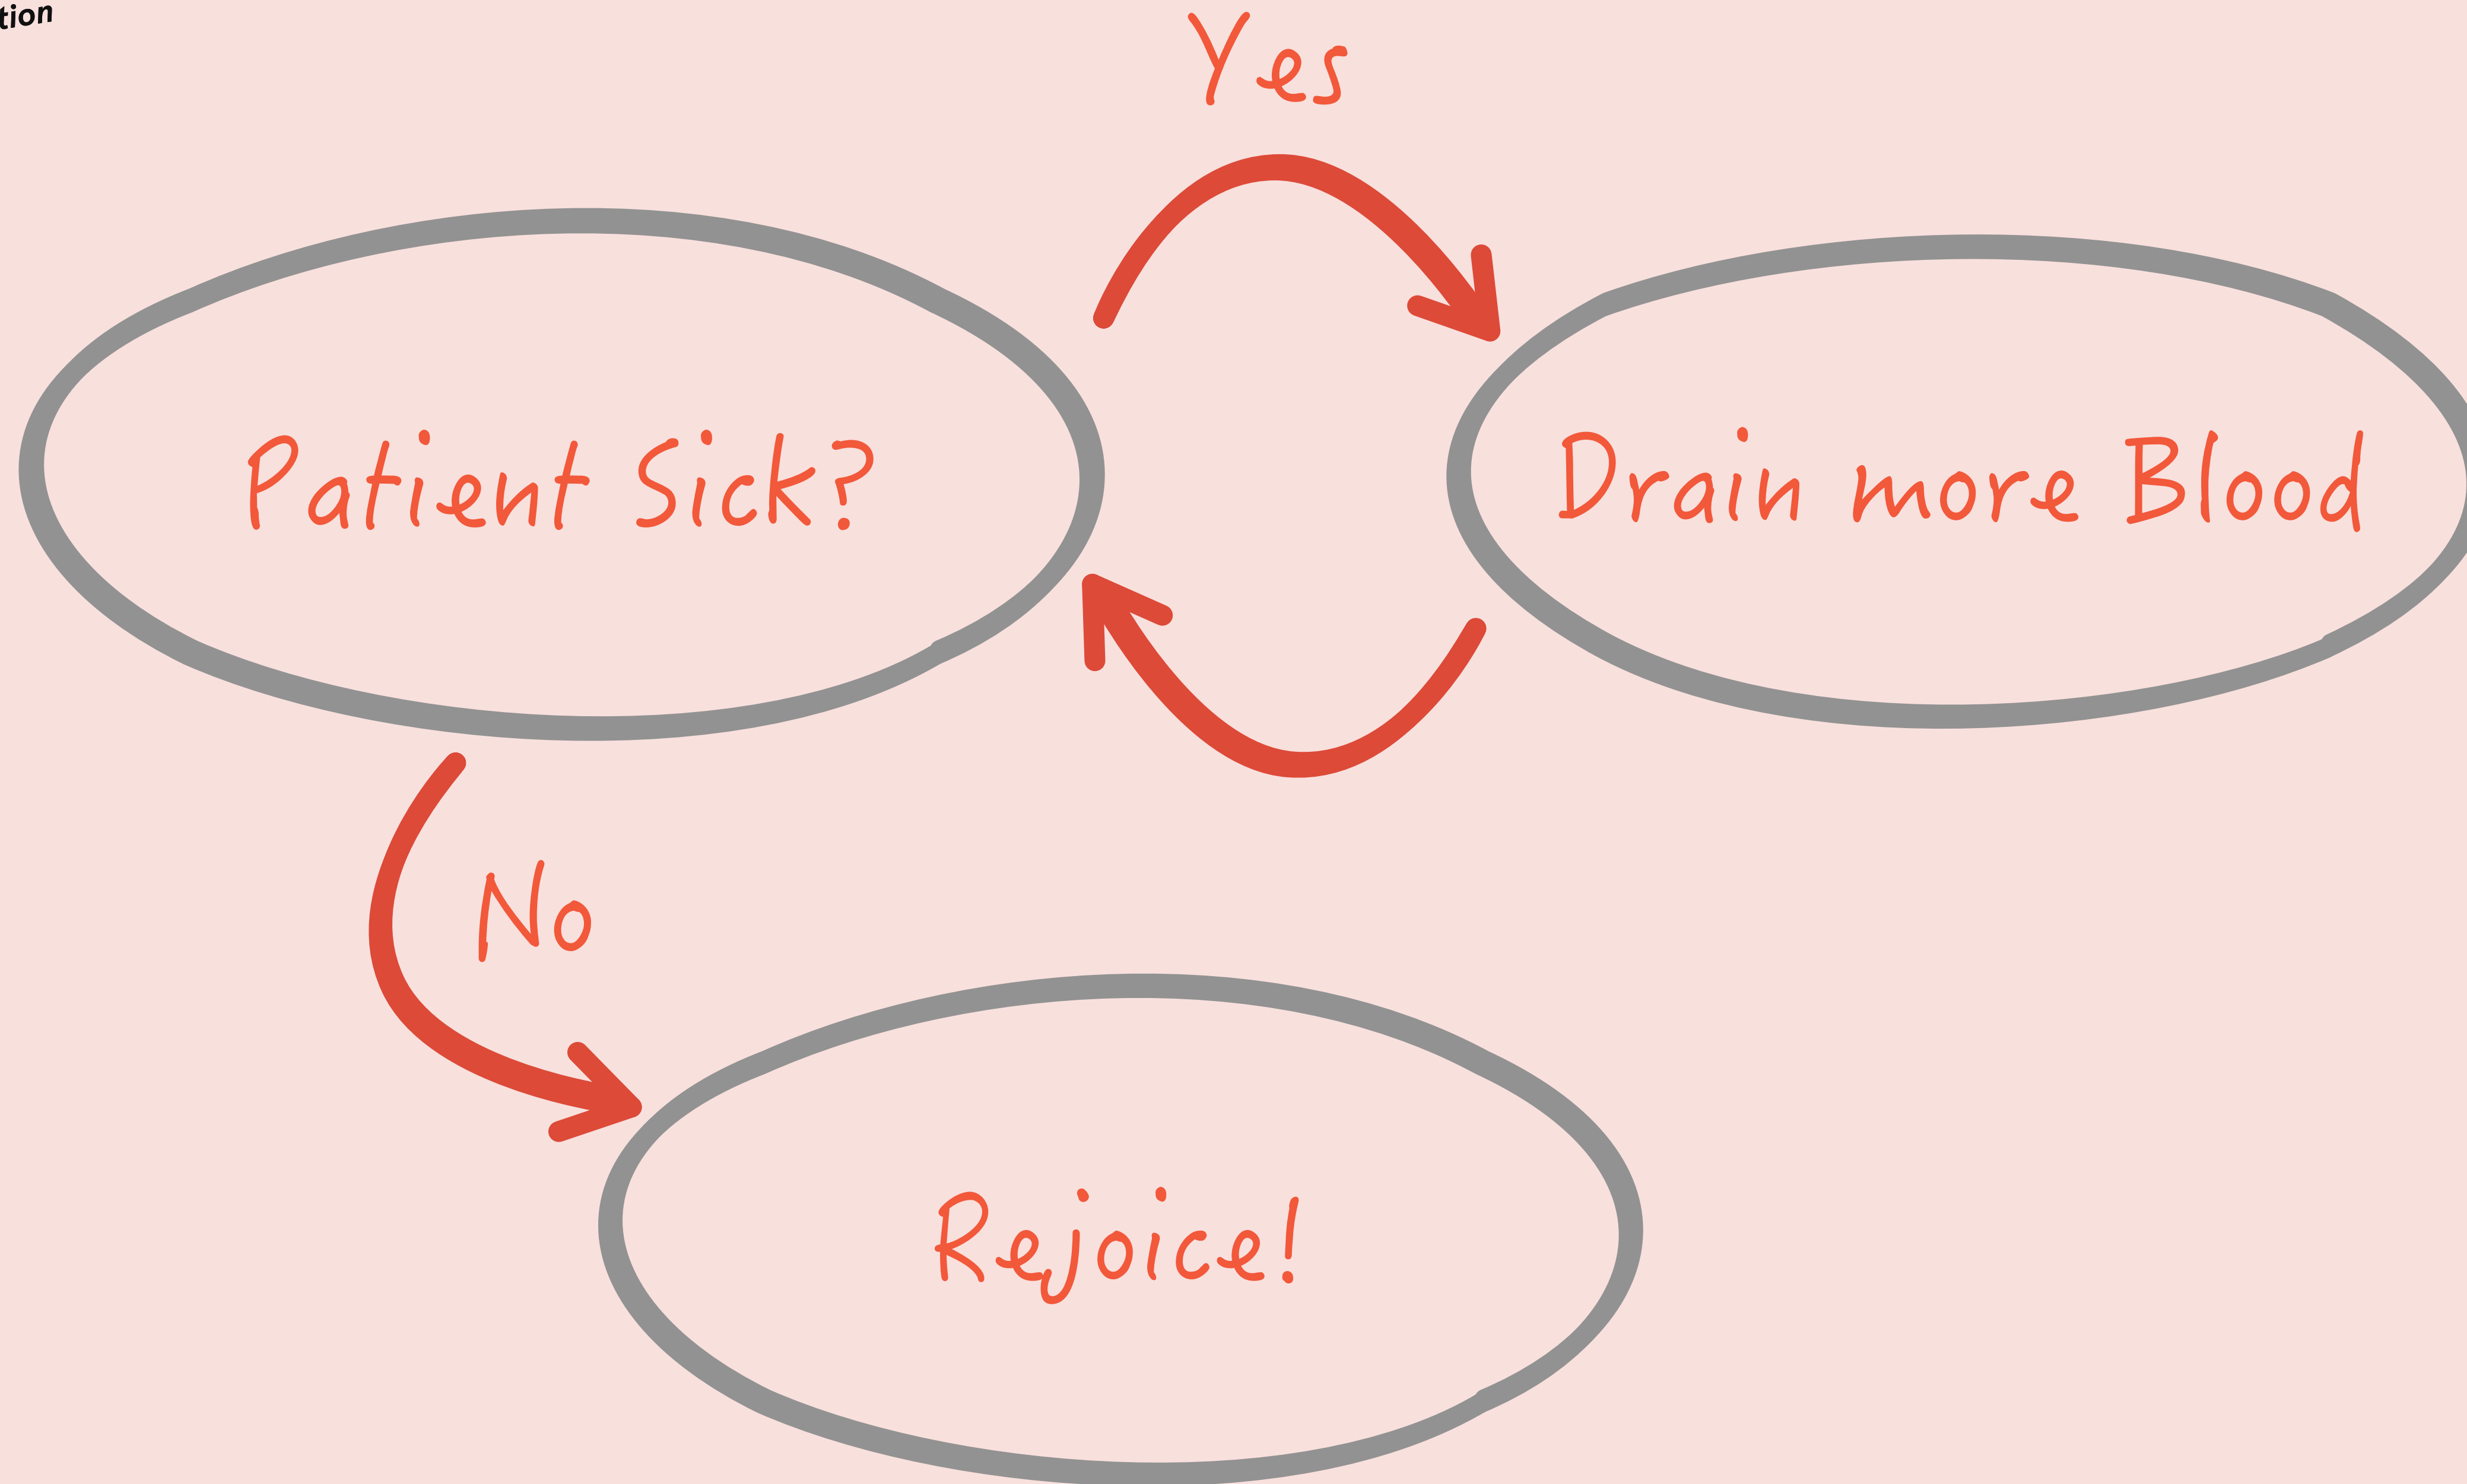 tion
Yes
Patient Sick?
Drain more Blood
No
Rejoice!